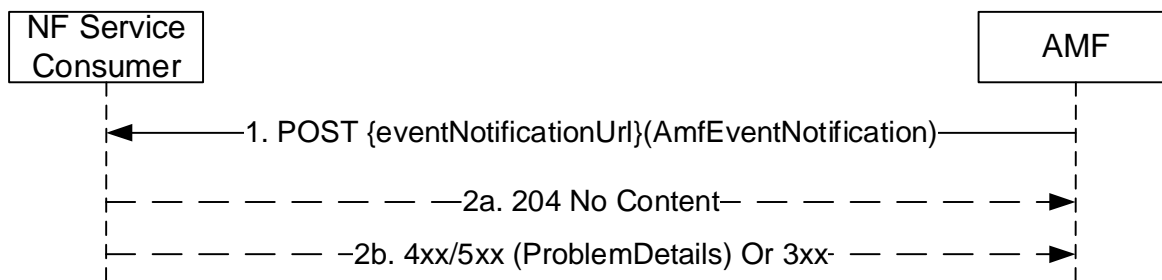 NF Service
Consumer
AMF
1. POST {eventNotificationUrl}(AmfEventNotification)
2a. 204 No Content
2b. 4xx/5xx (ProblemDetails) Or 3xx